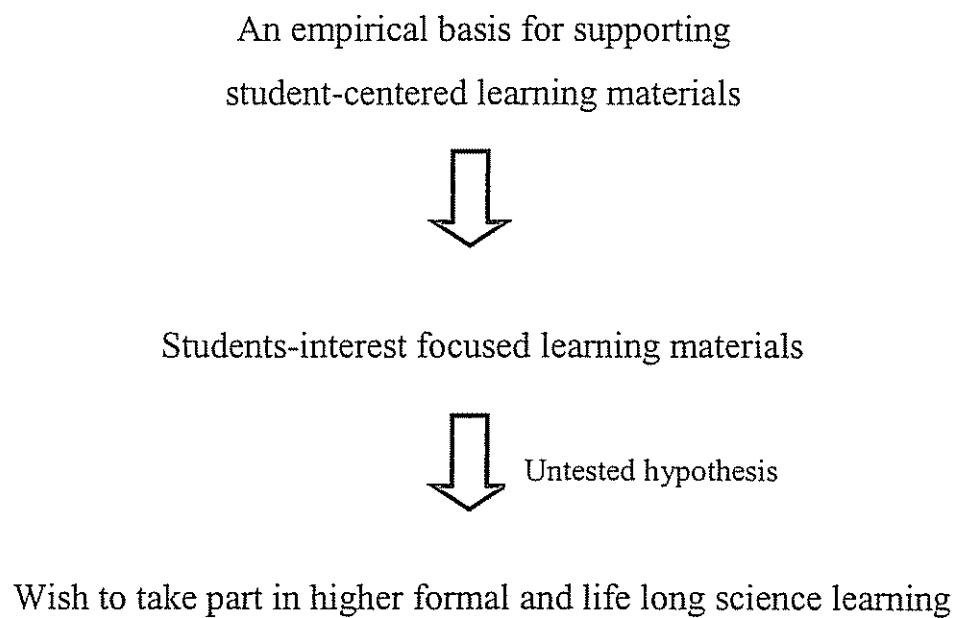 An empirical basis for supporting
student-centered learning materials
Students-interest focused learning materials
Untested hypothesis
Wish to take part in higher formal and life long science learning